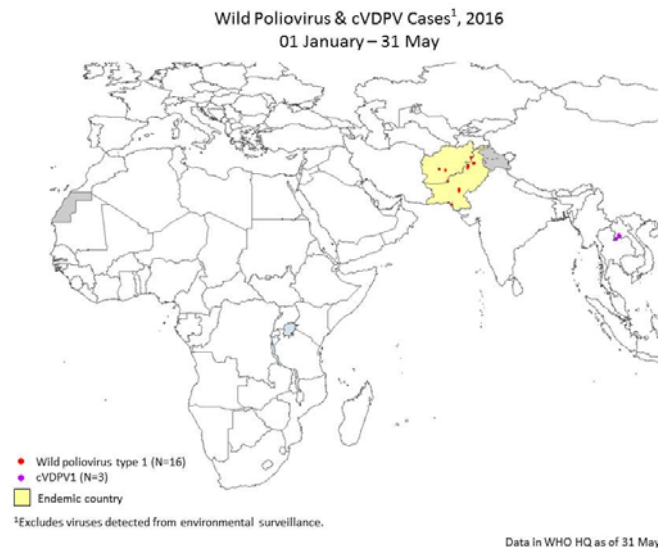 Wild Poliovirus & cVDPV Cases¹, 2016
01 January – 31 May
Wild poliovirus type 1 (N=16)
cVDPV1 (N=3)
Endemic country
¹Excludes viruses detected from environmental surveillance.
Data in WHO HQ as of 31 May